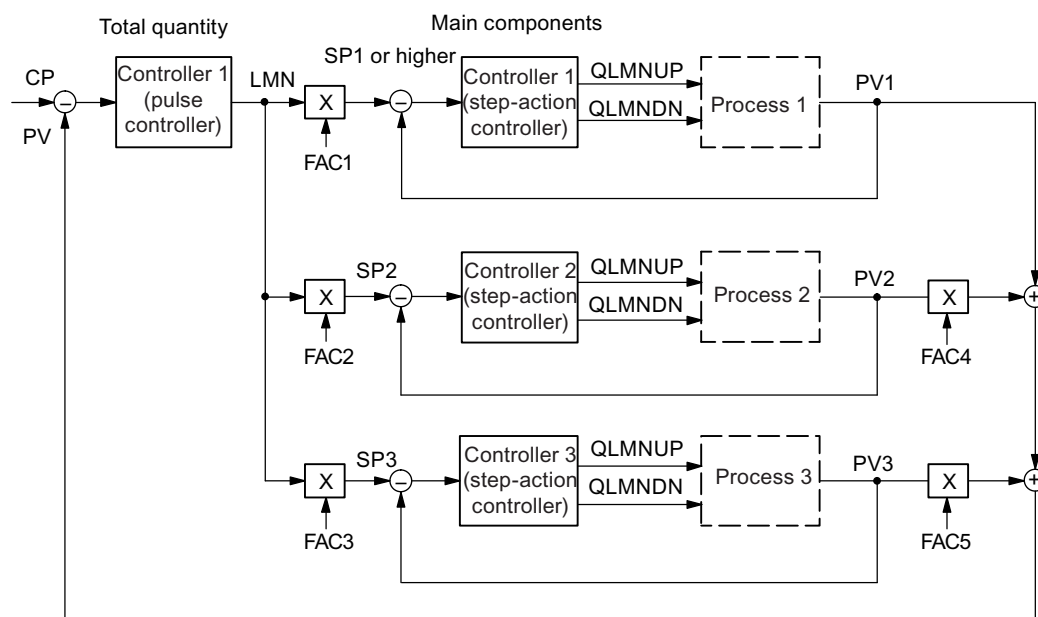 Total quantity
Main components
SP1 or higher
CP
PV
Controller 1
(pulse
controller)
LMN
X
FAC1
Controller 1
(step-action
controller)
QLMNUP
QLMNDN
Process 1
PV1
X
FAC2
SP2
Controller 2
(step-action
controller)
QLMNUP
QLMNDN
Process 2
PV2
X
FAC4
X
FAC3
SP3
Controller 3
(step-action
controller)
QLMNUP
QLMNDN
Process 3
PV3
X
FAC5